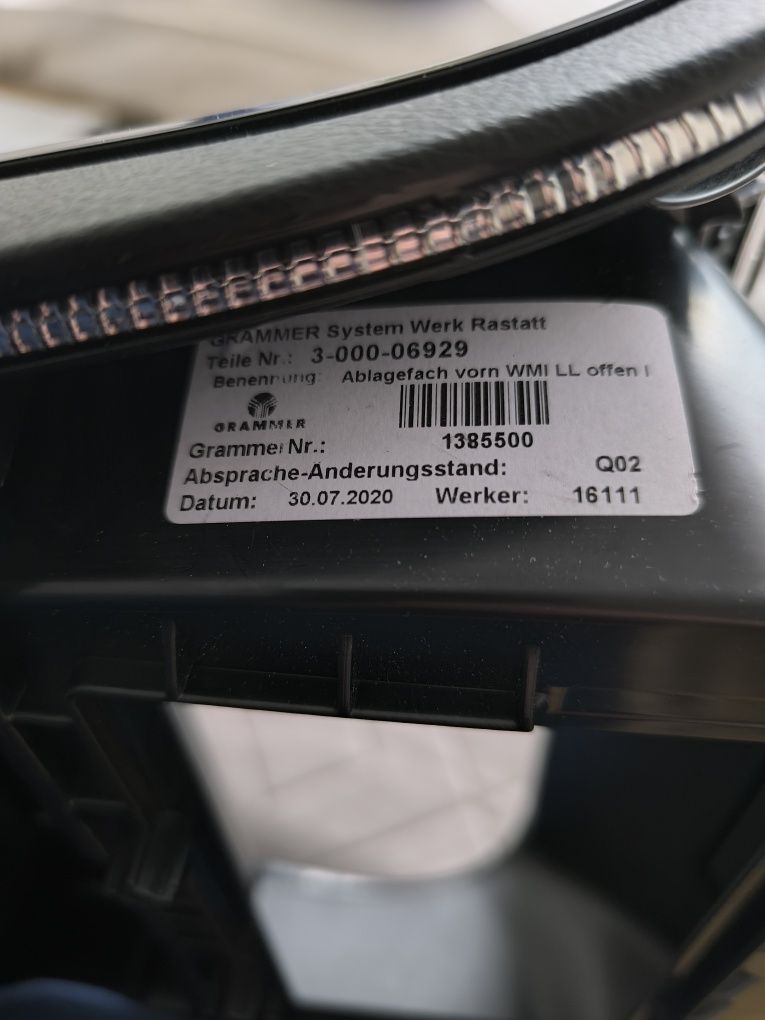 GRAMMER System Werk Rastatt
Teile Nr.: 3-000-06929
Benennung: Ablagefach vorn WMI LL offen I
GRAMMER
Grammer Nr.: 1385500
Absprache-Änderungsstand: Q02
Datum: 30.07.2020 Werker: 16111